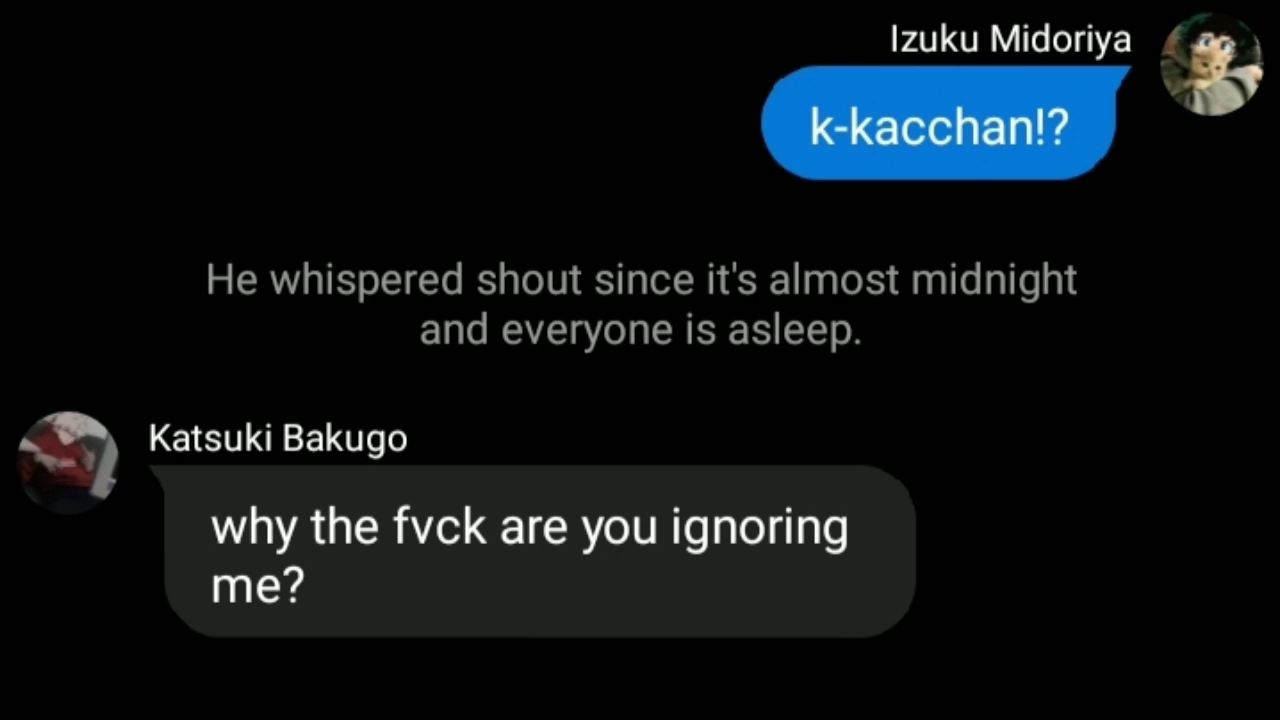 Izuku Midoriya
k-kacchan!?
He whispered shout since it's almost midnight
and everyone is asleep.
Katsuki Bakugo
why the fvck are you ignoring
me?